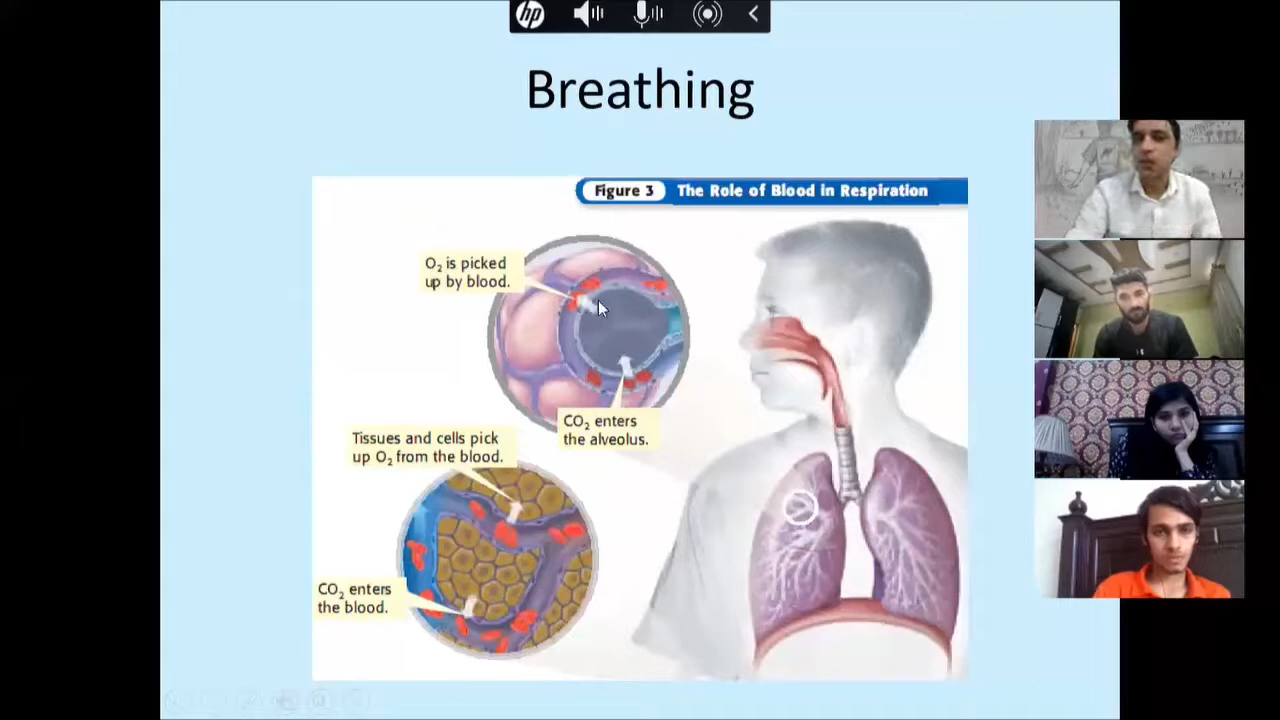 hp
Breathing
Figure 3 The Role of Blood in Respiration
O₂ is picked
up by blood.
CO₂ enters
the alveolus.
Tissues and cells pick
up O₂ from the blood.
CO₂ enters
the blood.